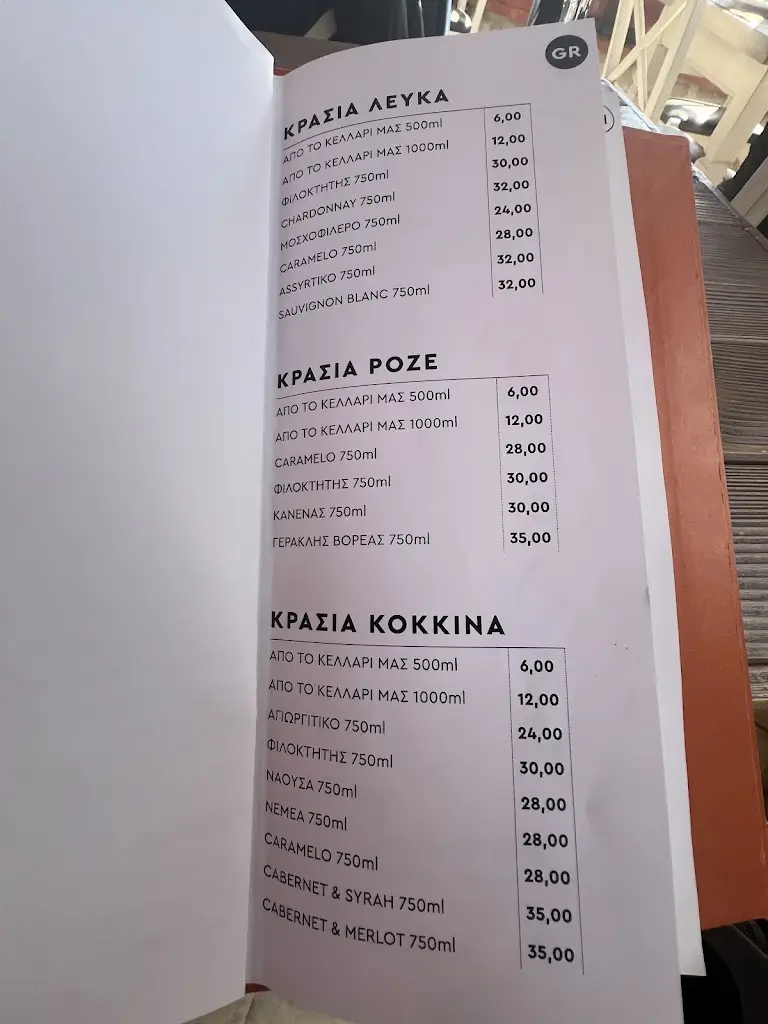 GR
ΚΡΑΣΙΑ ΛΕΥΚΑ
ΑΠΟ ΤΟ ΚΕΛΛΑΡΙ ΜΑΣ 500ml 6,00
ΑΠΟ ΤΟ ΚΕΛΛΑΡΙ ΜΑΣ 1000ml 12,00
ΦΙΛΟΚΤΗΤΗΣ 750ml 30,00
CHARDONNAY 750ml 32,00
ΜΟΣΧΟΦΙΛΕΡΟ 750ml 24,00
CARAMELO 750ml 28,00
ASSYRTIKO 750ml 32,00
SAUVIGNON BLANC 750ml 32,00
ΚΡΑΣΙΑ ΡΟΖΕ
ΑΠΟ ΤΟ ΚΕΛΛΑΡΙ ΜΑΣ 500ml 6,00
ΑΠΟ ΤΟ ΚΕΛΛΑΡΙ ΜΑΣ 1000ml 12,00
CARAMELO 750ml 28,00
ΦΙΛΟΚΤΗΤΗΣ 750ml 30,00
ΚΑΝΕΝΑΣ 750ml 30,00
ΓΕΡΑΚΛΗΣ ΒΟΡΕΑΣ 750ml 35,00
ΚΡΑΣΙΑ ΚΟΚΚΙΝΑ
ΑΠΟ ΤΟ ΚΕΛΛΑΡΙ ΜΑΣ 500ml 6,00
ΑΠΟ ΤΟ ΚΕΛΛΑΡΙ ΜΑΣ 1000ml 12,00
ΑΓΙΩΡΓΙΤΙΚΟ 750ml 24,00
ΦΙΛΟΚΤΗΤΗΣ 750ml 30,00
ΝΑΟΥΣΑ 750ml 28,00
ΝΕΜΕΑ 750ml 28,00
CARAMELO 750ml 28,00
CABERNET & SYRAH 750ml 35,00
CABERNET & MERLOT 750ml 35,00